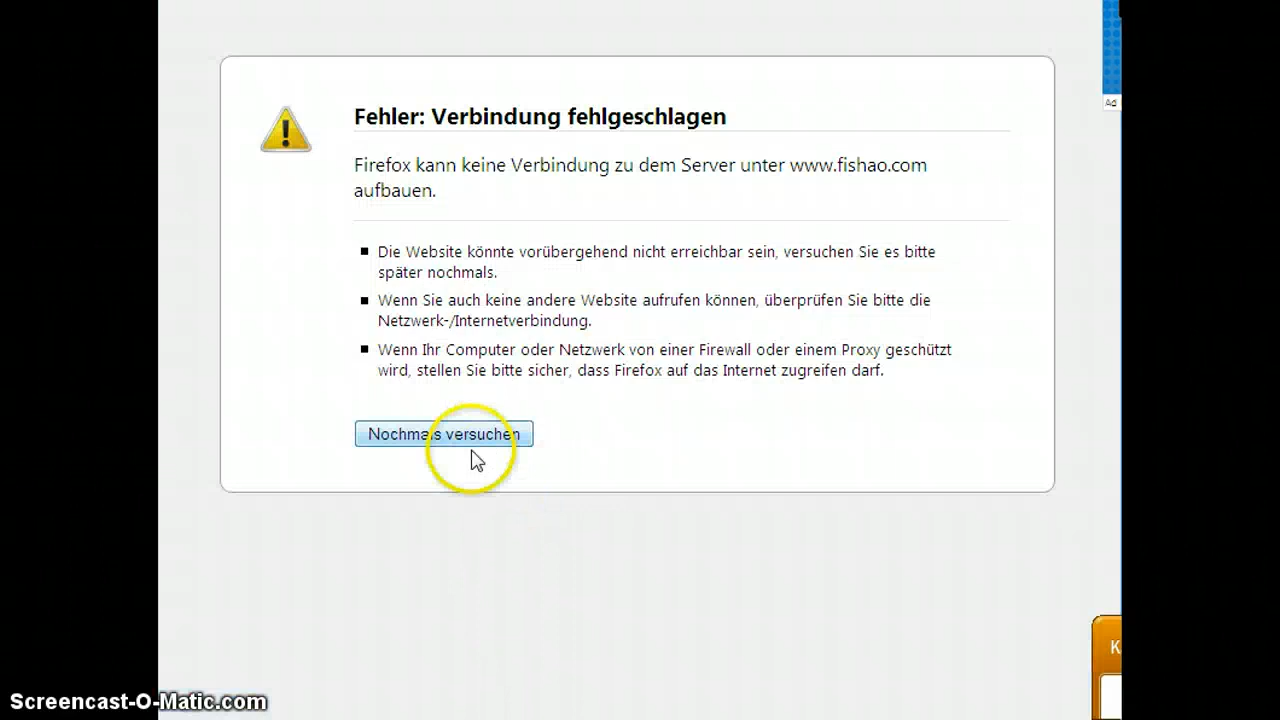 Ad
Fehler: Verbindung fehlgeschlagen
Firefox kann keine Verbindung zu dem Server unter www.fishao.com
aufbauen.
Die Website könnte vorübergehend nicht erreichbar sein, versuchen Sie es bitte
später nochmals.
Wenn Sie auch keine andere Website aufrufen können, überprüfen Sie bitte die
Netzwerk-/Internetverbindung.
Wenn Ihr Computer oder Netzwerk von einer Firewall oder einem Proxy geschützt
wird, stellen Sie bitte sicher, dass Firefox auf das Internet zugreifen darf.
Nochmals versuchen
K
Screencast-O-Matic.com